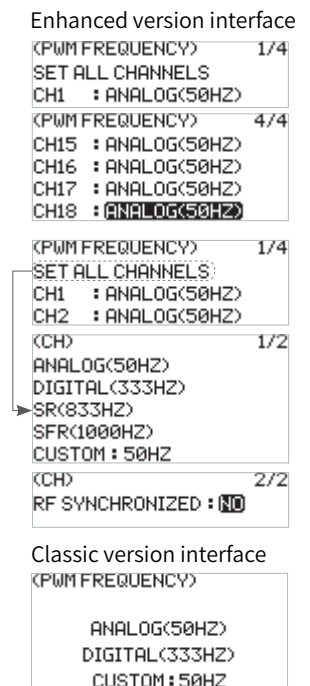 Enhanced version interface
(PWM FREQUENCY) 1/4
SET ALL CHANNELS
CH1 : ANALOG(50HZ)
(PWM FREQUENCY) 4/4
CH15 : ANALOG(50HZ)
CH16 : ANALOG(50HZ)
CH17 : ANALOG(50HZ)
CH18 : ANALOG(50HZ)
(PWM FREQUENCY) 1/4
SET ALL CHANNELS
CH1 : ANALOG(50HZ)
CH2 : ANALOG(50HZ)
(CH) 1/2
ANALOG(50HZ)
DIGITAL(333HZ)
SR(833HZ)
SFR(1000HZ)
CUSTOM : 50HZ
(CH) 2/2
RF SYNCHRONIZED : NO
Classic version interface
(PWM FREQUENCY)
ANALOG(50HZ)
DIGITAL(333HZ)
CUSTOM : 50HZ